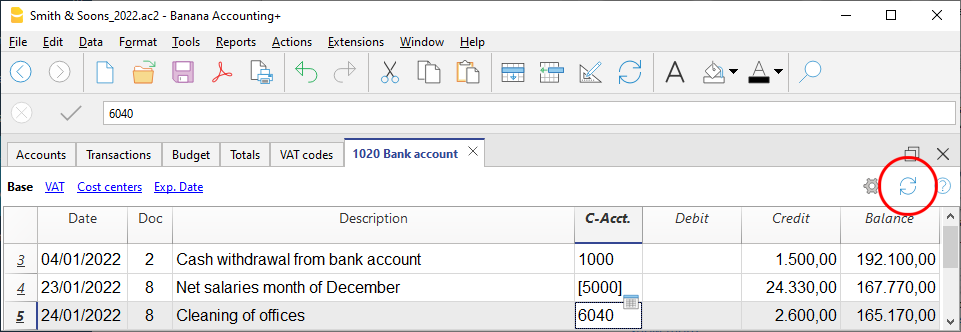 Smith & Soons_2022.ac2 - Banana Accounting+
File Edit Data Format Tools Reports Actions Extensions Window Help
6040
Accounts Transactions Budget Totals VAT codes 1020 Bank account
Base VAT Cost centers Exp. Date
Date Doc Description C-Acct. Debit Credit Balance
3 04/01/2022 2 Cash withdrawal from bank account 1000 1.500,00 192.100,00
4 23/01/2022 8 Net salaries month of December [5000] 24.330,00 167.770,00
5 24/01/2022 8 Cleaning of offices 6040 2.600,00 165.170,00